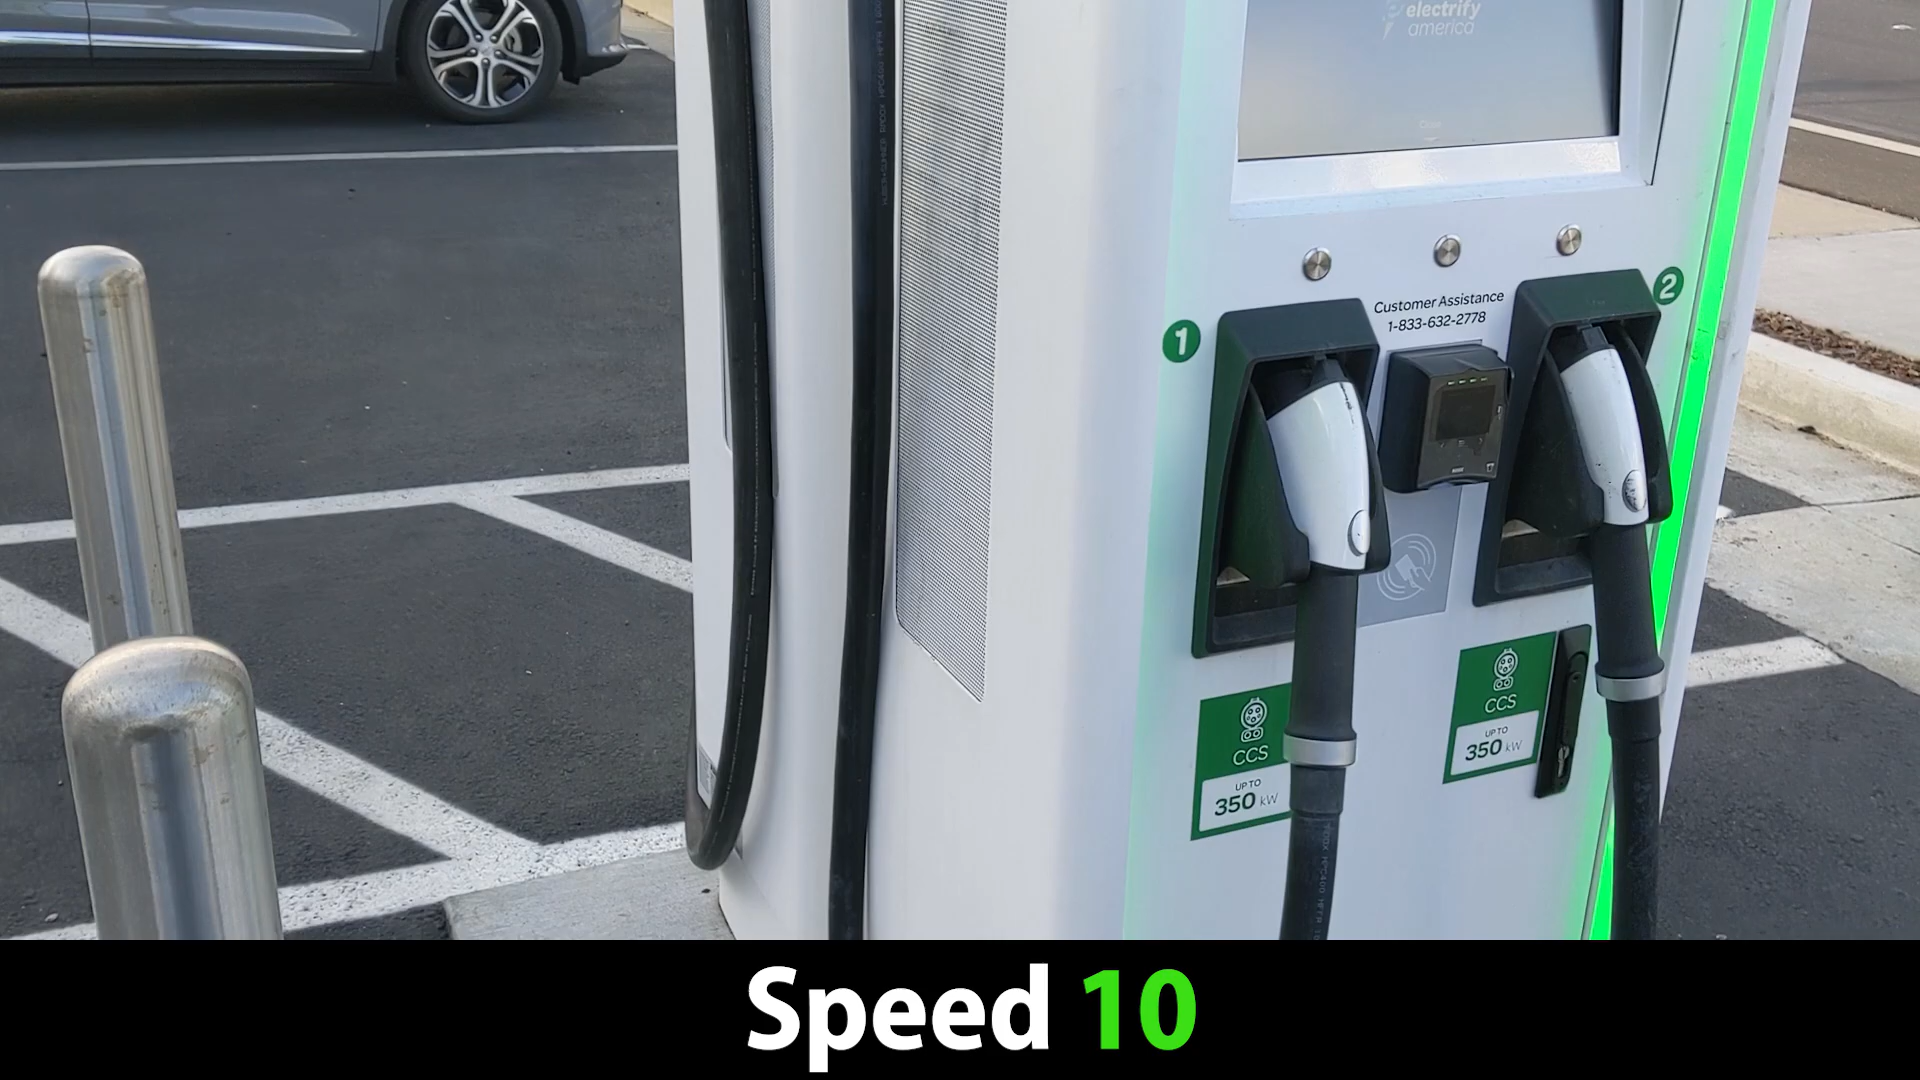 electrify
america
Close
Customer Assistance
1-833-632-2778
1
2
CCS
UP TO
350 kW
CCS
UP TO
350 kW
Speed 10